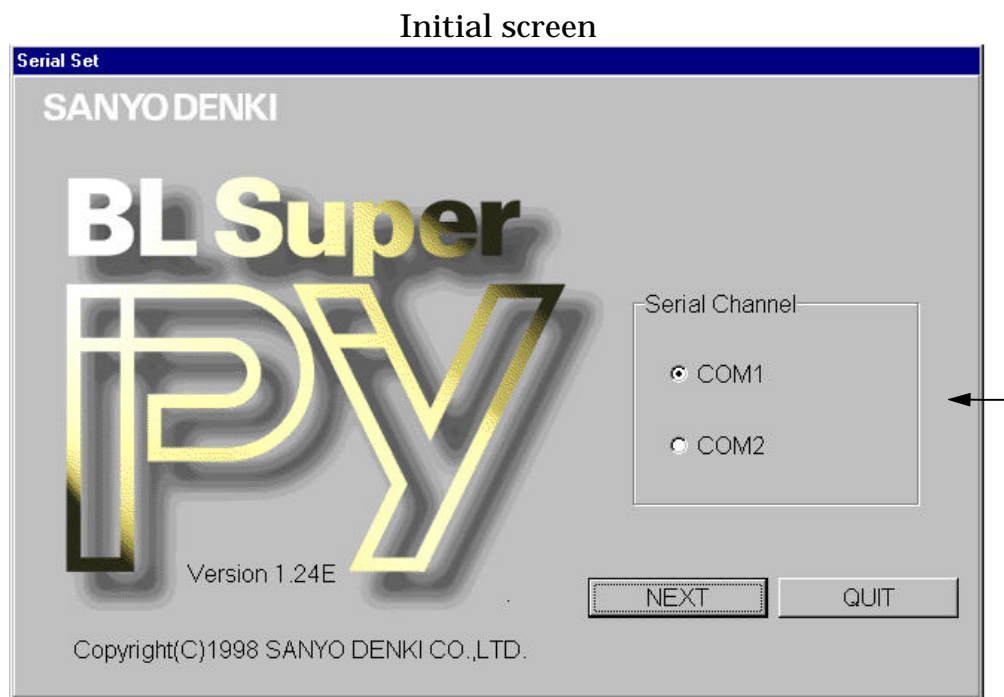 Initial screen
Serial Set
SANYO DENKI
BL Super
PY
Serial Channel
COM1
COM2
Version 1.24E
NEXT QUIT
Copyright(C)1998 SANYO DENKI CO.,LTD.